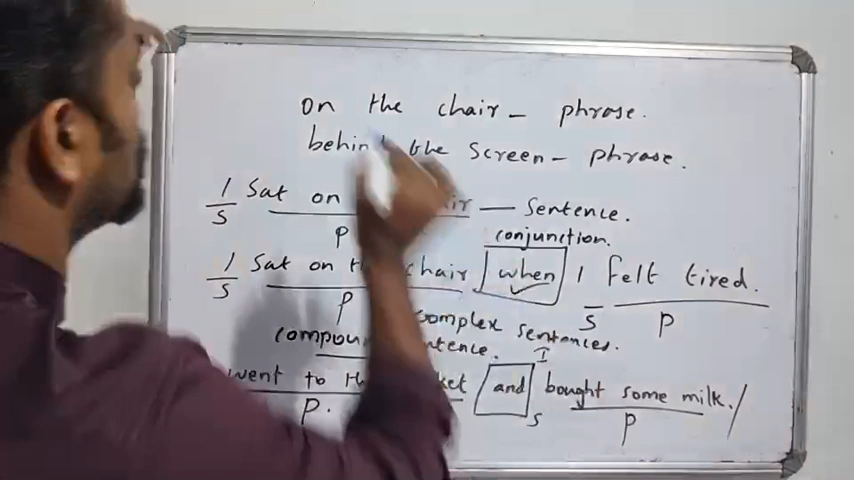 on the chair - phrase.
the screen - phrase.
I Sat on — Sentence.
S P conjunction.
I Sat on chair when I felt tired.
S P S P
complex sentences.
I
went to and bought some milk. /
P. S P